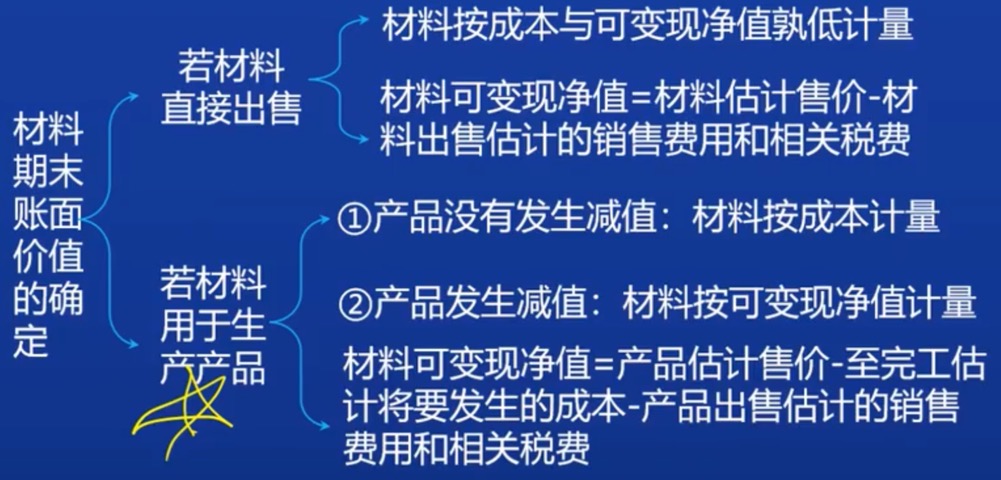 材料
期末
账面
价值
的确
定
若材料
直接出售
材料按成本与可变现净值孰低计量
材料可变现净值=材料估计售价-材
料出售估计的销售费用和相关税费
若材料
用于生
产产品
①产品没有发生减值：材料按成本计量
②产品发生减值：材料按可变现净值计量
材料可变现净值=产品估计售价-至完工估
计将要发生的成本-产品出售估计的销售
费用和相关税费